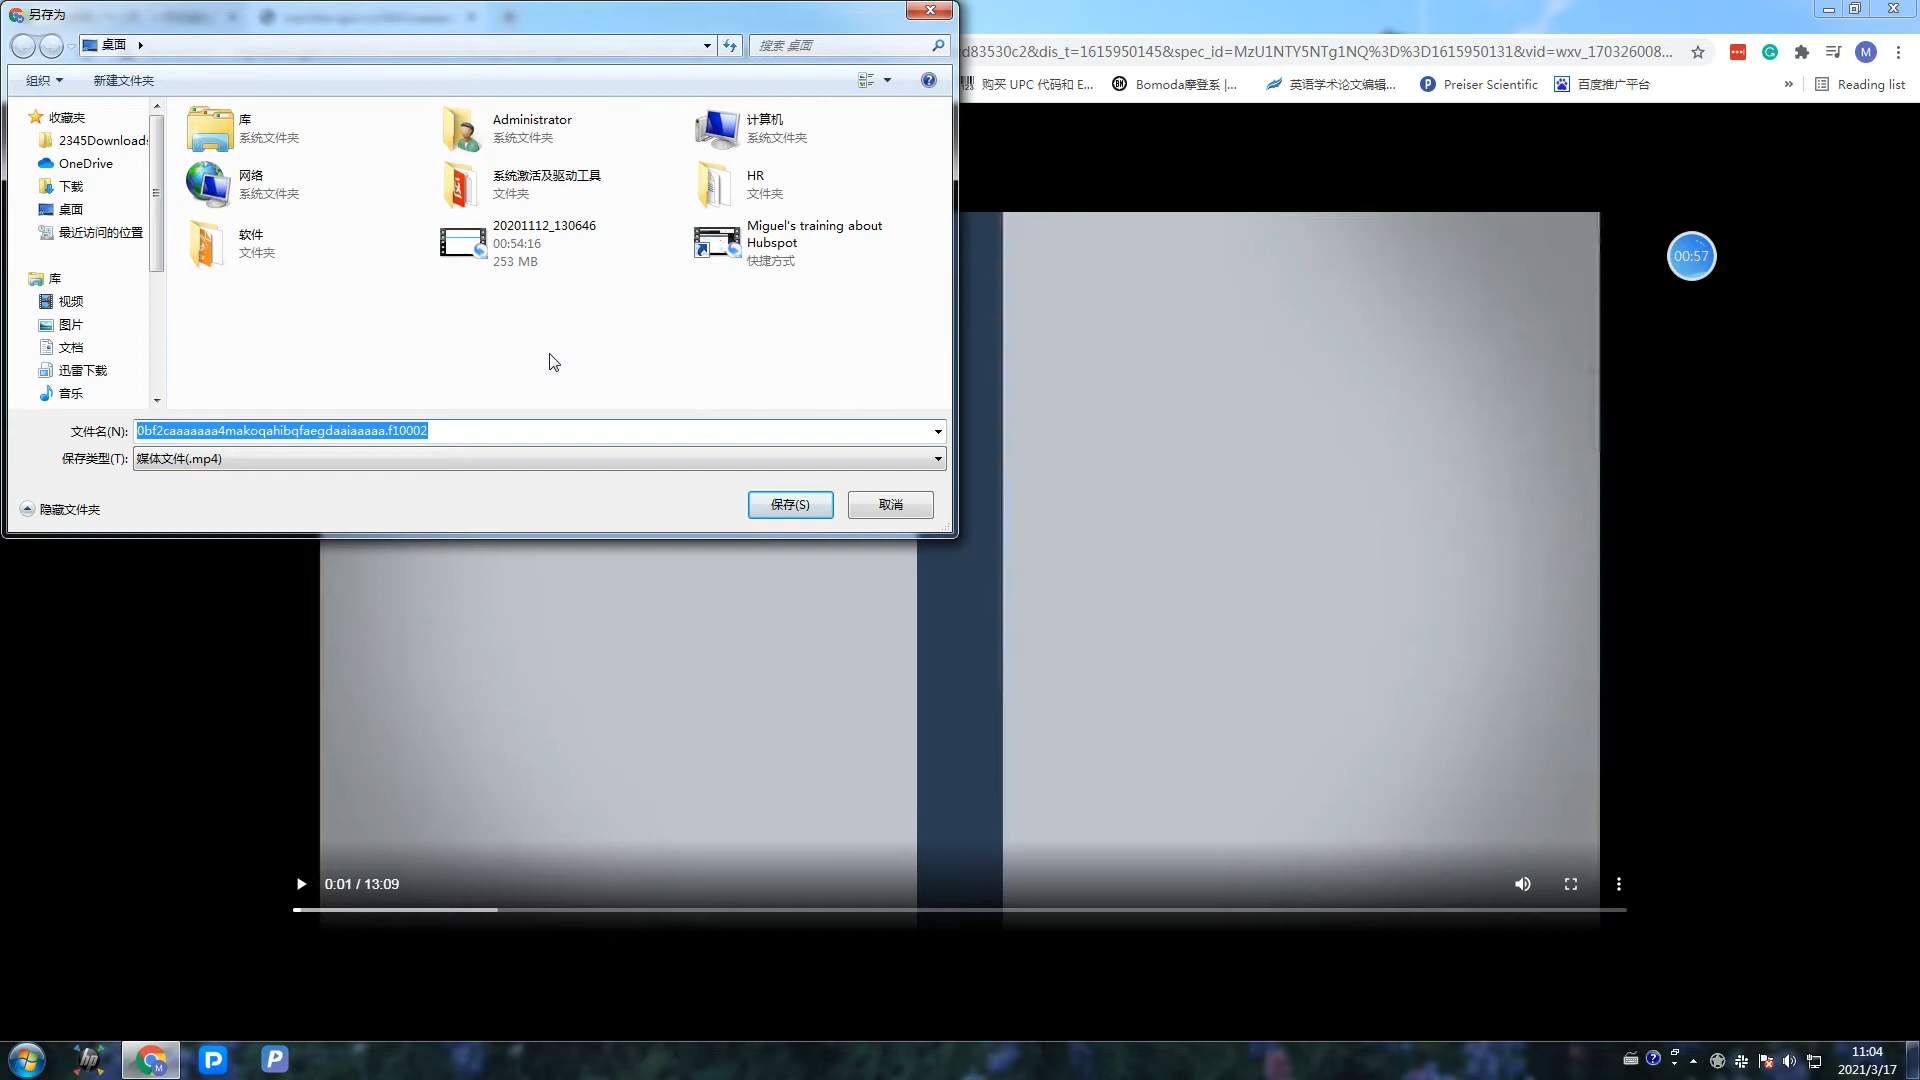 另存为
桌面
搜索 桌面
组织
新建文件夹
收藏夹
2345Downloads
OneDrive
下载
桌面
最近访问的位置
库
视频
图片
文档
迅雷下载
音乐
库
系统文件夹
Administrator
系统文件夹
计算机
系统文件夹
网络
系统文件夹
系统激活及驱动工具
文件夹
HR
文件夹
软件
文件夹
20201112_130646
00:54:16
253 MB
Miguel's training about
Hubspot
快捷方式
文件名(N):
0bf2caaaaaaa4makoqahibqfaegdaaiaaaaa.f10002
保存类型(T):
媒体文件(.mp4)
隐藏文件夹
保存(S)
取消
d83530c2&dis_t=1615950145&spec_id=MzU1NTY5NTg1NQ%3D%3D1615950131&vid=wxv_170326008...
M
购买 UPC 代码和 E...
Bomoda摩登系 |...
英语学术论文编辑...
Preiser Scientific
百度推广平台
»
Reading list
00:57
0:01 / 13:09
11:04
2021/3/17